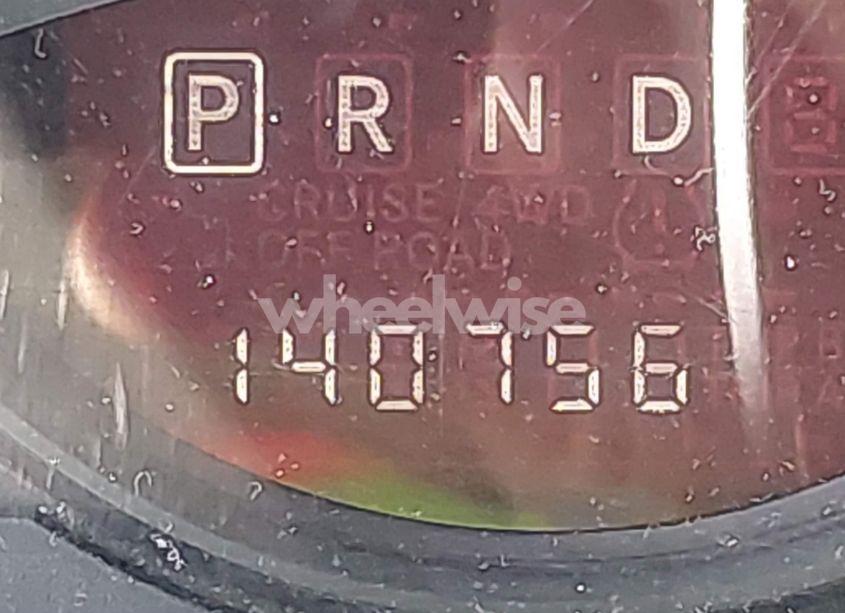 P R N D
CRUISE 4WD
OFF ROAD
wheelwise
140756